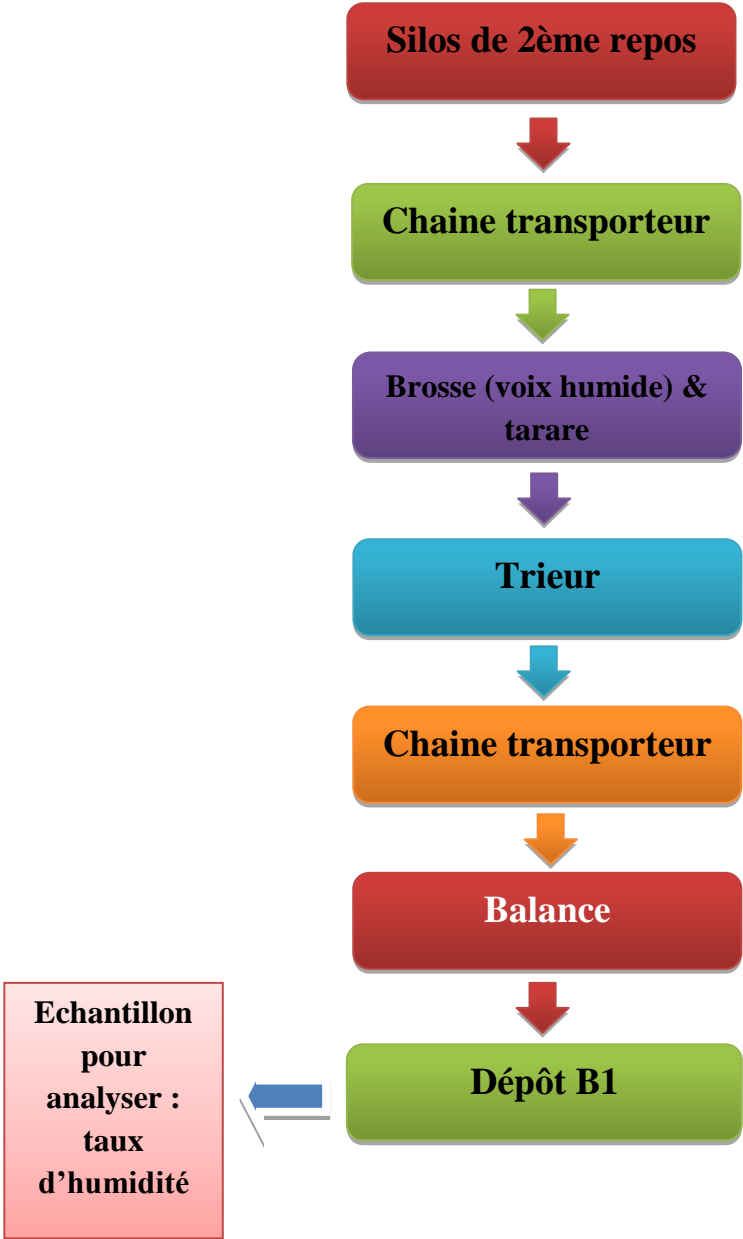 Silos de 2ème repos
Chaine transporteur
Brosse (voix humide) &
tarare
Trieur
Chaine transporteur
Balance
Dépôt B1
Echantillon
pour
analyser :
taux
d’humidité